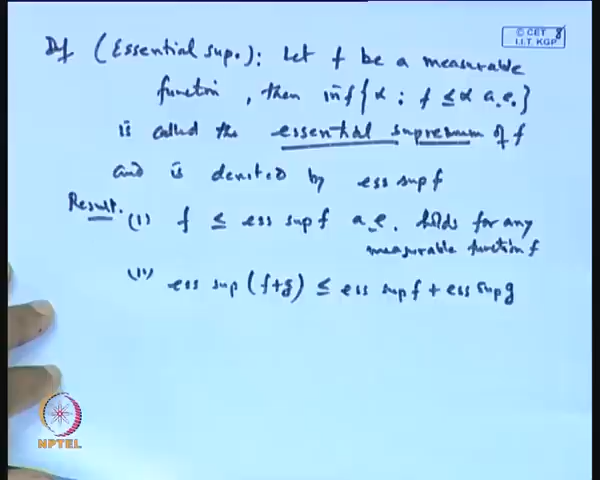 © CET
I.I.T. KGP
8
Df (Essential sup.): Let f be a measurable
function, then inf{α : f ≤ α a.e.}
is called the essential supremum of f
and is denoted by ess sup f
Result. (i) f ≤ ess sup f a.e. holds for any
measurable function f
(ii) ess sup (f+g) ≤ ess sup f + ess sup g
NPTEL